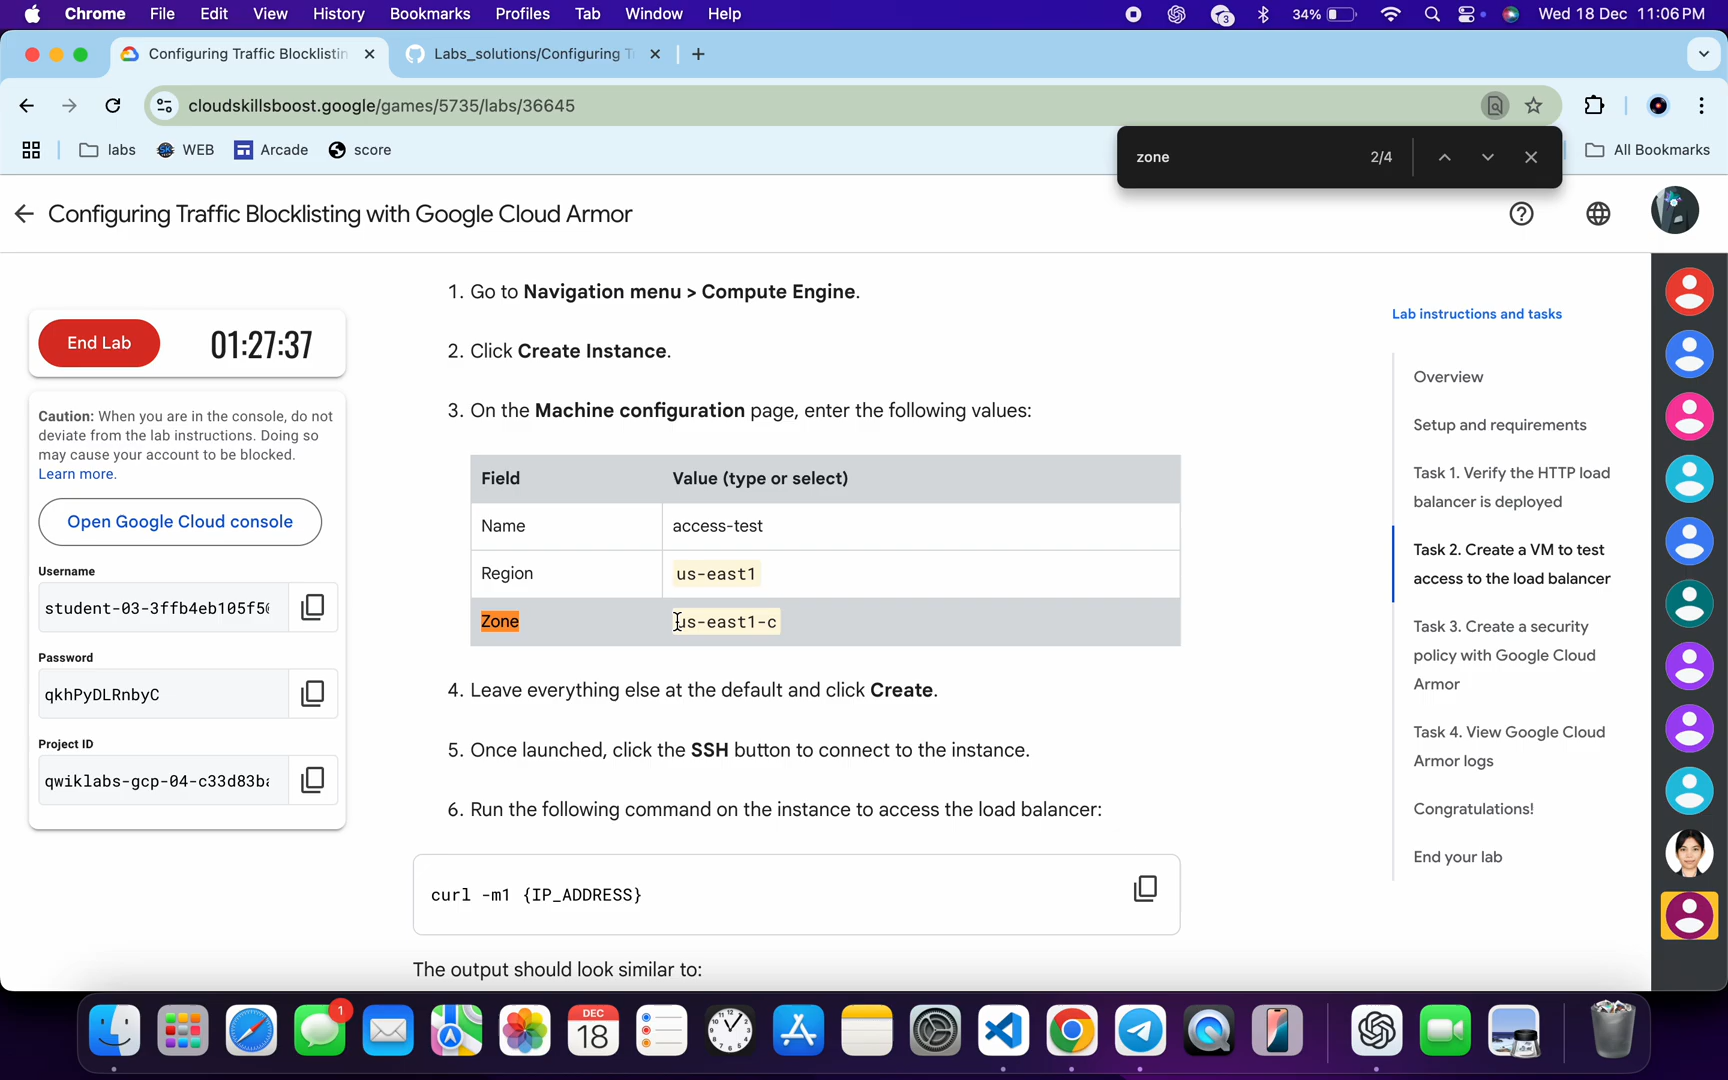 Chrome File Edit View History Bookmarks Profiles Tab Window Help 3 34% Wed 18 Dec 11:06 PM
Configuring Traffic Blocklistin Labs_solutions/Configuring T
cloudskillsboost.google/games/5735/labs/36645
labs WEB Arcade score All Bookmarks
zone 2/4
Configuring Traffic Blocklisting with Google Cloud Armor
End Lab 01:27:37
Caution: When you are in the console, do not
deviate from the lab instructions. Doing so
may cause your account to be blocked.
Learn more.
Open Google Cloud console
Username
student-03-3ffb4eb105f50
Password
qkhPyDLRnbyC
Project ID
qwiklabs-gcp-04-c33d83ba
1. Go to Navigation menu > Compute Engine.
2. Click Create Instance.
3. On the Machine configuration page, enter the following values:
Field Value (type or select)
Name access-test
Region us-east1
Zone us-east1-c
4. Leave everything else at the default and click Create.
5. Once launched, click the SSH button to connect to the instance.
6. Run the following command on the instance to access the load balancer:
curl -m1 {IP_ADDRESS}
The output should look similar to:
Lab instructions and tasks
Overview
Setup and requirements
Task 1. Verify the HTTP load
balancer is deployed
Task 2. Create a VM to test
access to the load balancer
Task 3. Create a security
policy with Google Cloud
Armor
Task 4. View Google Cloud
Armor logs
Congratulations!
End your lab
1
DEC
18